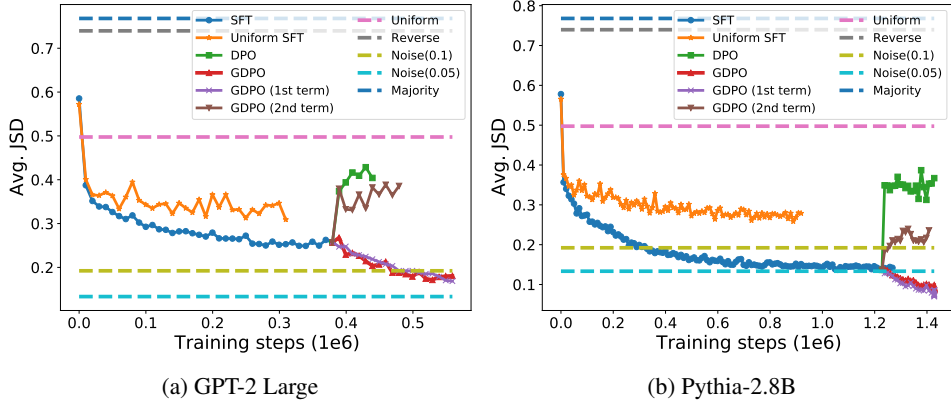 SFT
Uniform SFT
DPO
GDPO
GDPO (1st term)
GDPO (2nd term)
Uniform
Reverse
Noise(0.1)
Noise(0.05)
Majority
0.7
0.6
0.5
0.4
0.3
0.2
Avg. JSD
0.0 0.1 0.2 0.3 0.4 0.5
Training steps (1e6)
(a) GPT-2 Large
SFT
Uniform SFT
DPO
GDPO
GDPO (1st term)
GDPO (2nd term)
Uniform
Reverse
Noise(0.1)
Noise(0.05)
Majority
0.8
0.7
0.6
0.5
0.4
0.3
0.2
0.1
Avg. JSD
0.0 0.2 0.4 0.6 0.8 1.0 1.2 1.4
Training steps (1e6)
(b) Pythia-2.8B